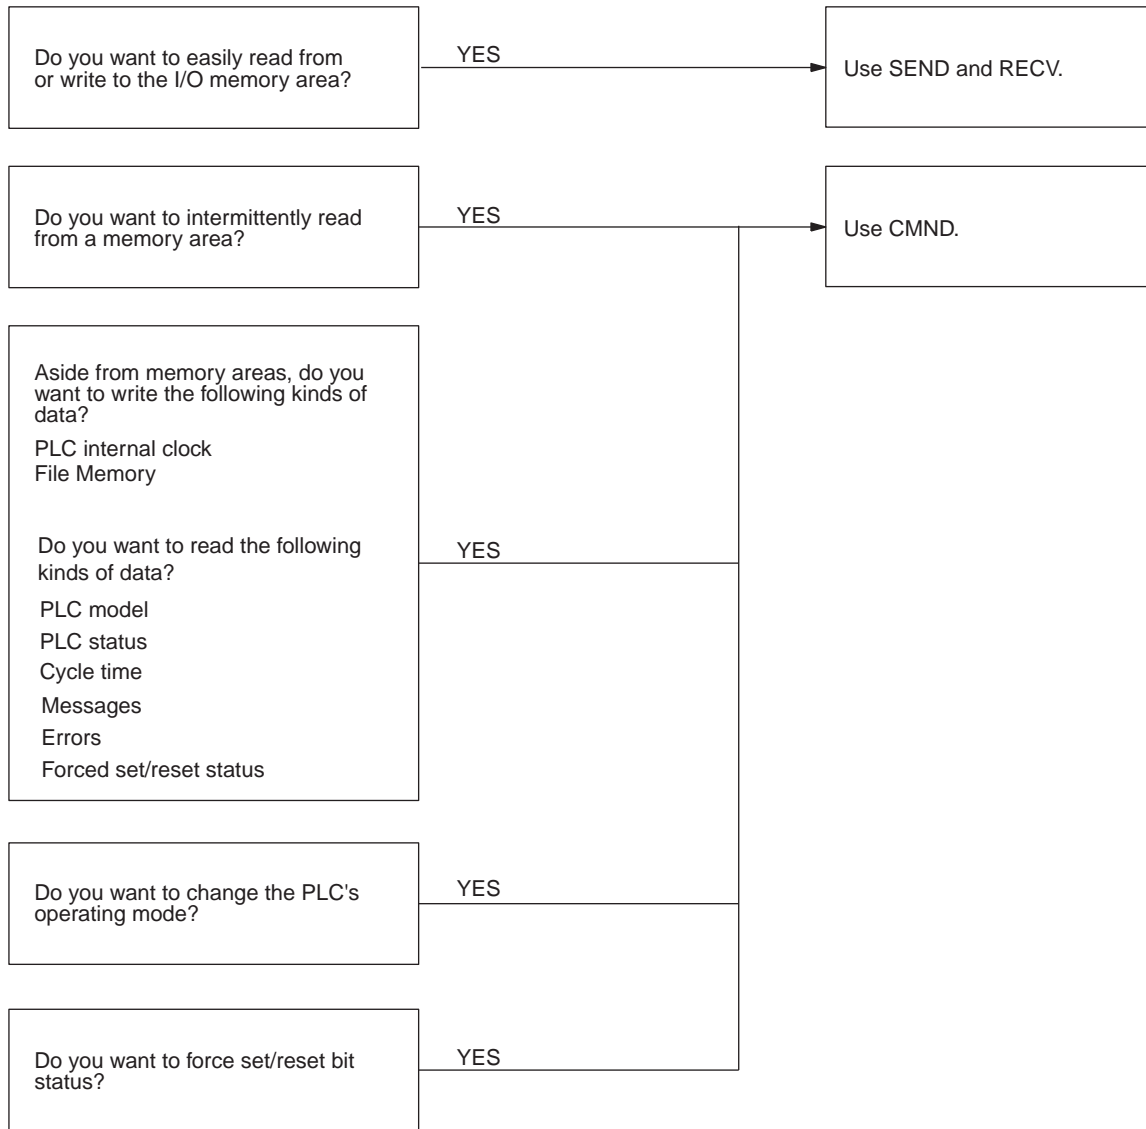 Do you want to easily read from
or write to the I/O memory area?
YES
Use SEND and RECV.
Do you want to intermittently read
from a memory area?
YES
Use CMND.
Aside from memory areas, do you
want to write the following kinds of
data?
PLC internal clock
File Memory
Do you want to read the following
kinds of data?
YES
PLC model
PLC status
Cycle time
Messages
Errors
Forced set/reset status
Do you want to change the PLC's
operating mode?
YES
Do you want to force set/reset bit
status?
YES